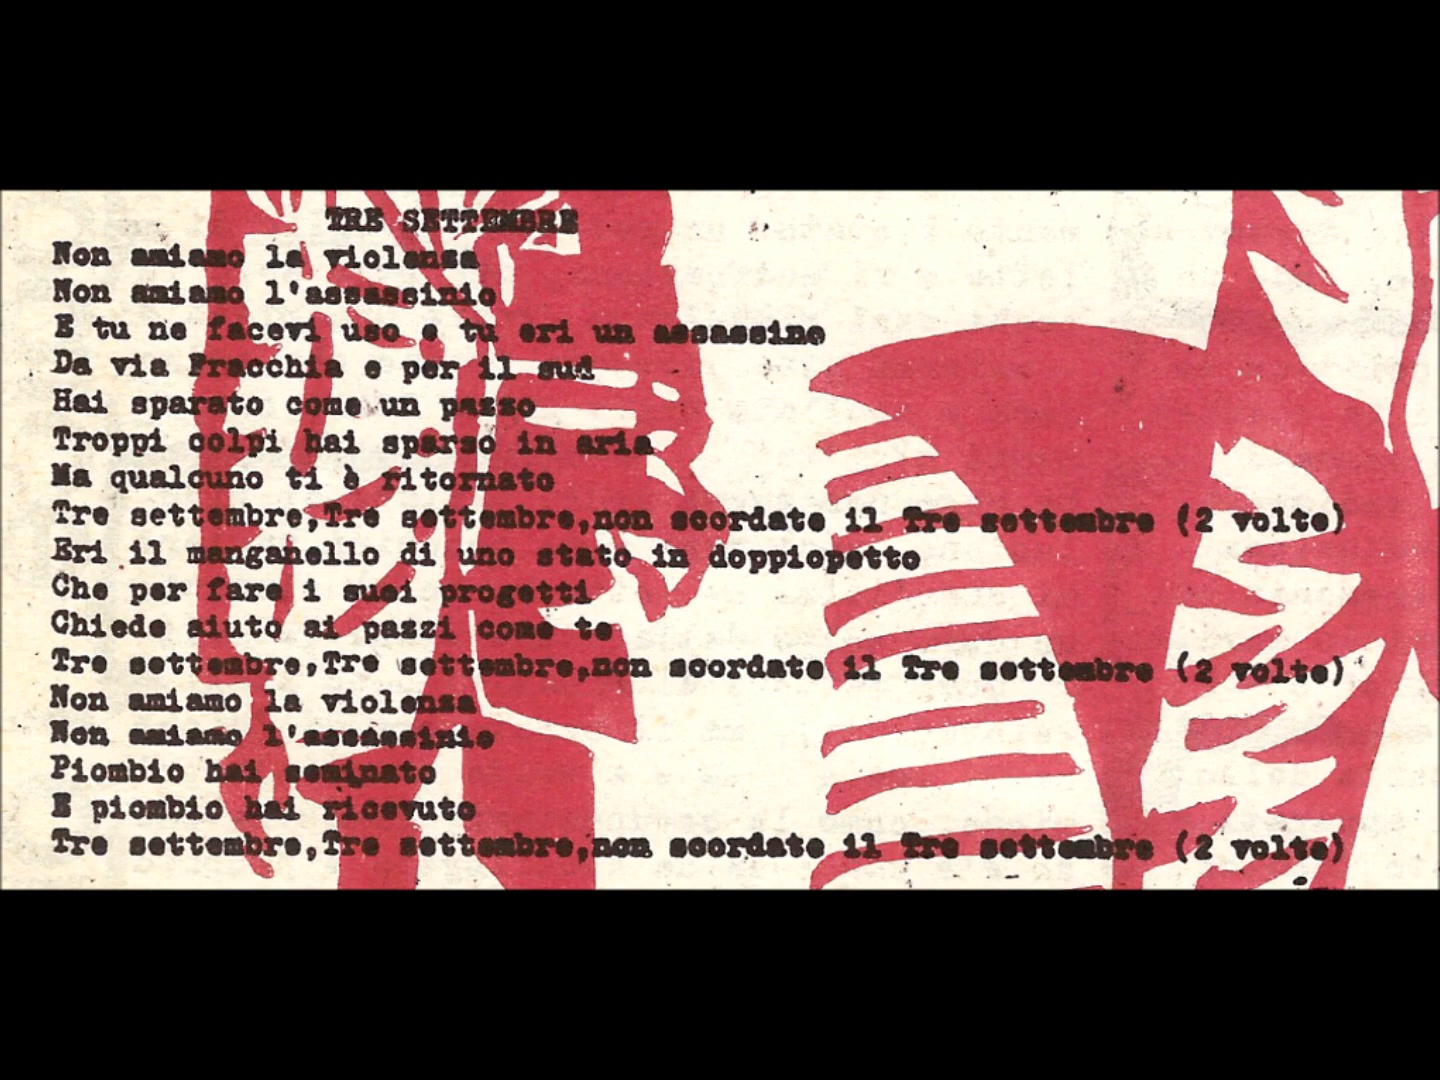 TRE SETTEMBRE
Non amiamo la violenza
Non amiamo l'assassinio
E tu ne facevi uso e tu eri un assassino
Da via Fracchia e per il sud
Hai sparato come un pazzo
Troppi colpi hai sparso in aria
Ma qualcuno ti è ritornato
Tre settembre,Tre settembre,non scordate il Tre settembre (2 volte)
Eri il manganello di uno stato in doppiopetto
Che per fare i suoi progetti
Chiede aiuto ai pazzi come te
Tre settembre,Tre settembre,non scordate il Tre settembre (2 volte)
Non amiamo la violenza
Non amiamo l'assassinio
Piombio hai seminato
E piombio hai ricevuto
Tre settembre,Tre settembre,non scordate il Tre settembre (2 volte)